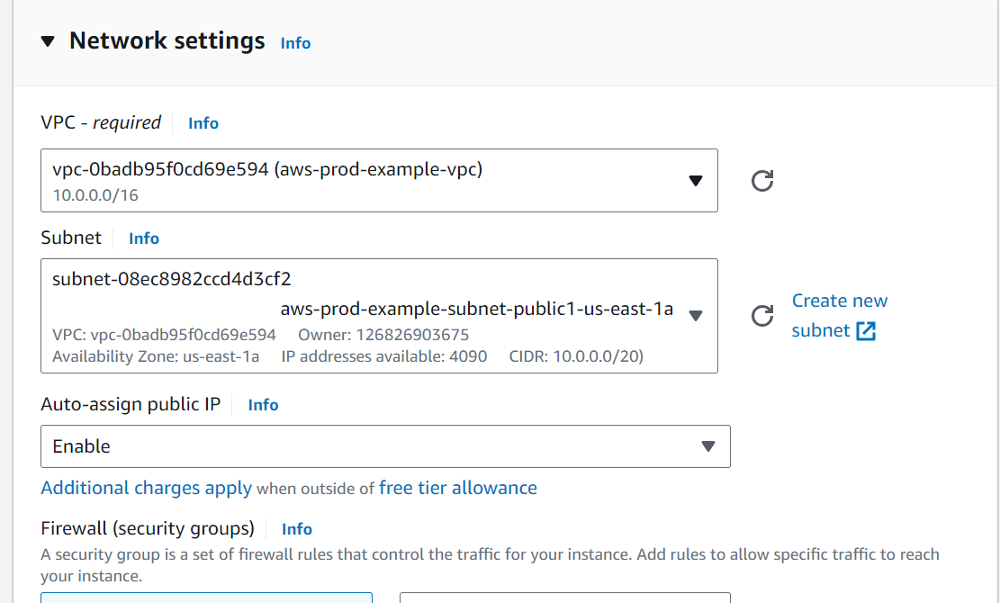 Network settings Info
VPC - required Info
vpc-0badb95f0cd69e594 (aws-prod-example-vpc)
10.0.0.0/16
Subnet Info
subnet-08ec8982ccd4d3cf2
aws-prod-example-subnet-public1-us-east-1a
VPC: vpc-0badb95f0cd69e594 Owner: 126826903675
Availability Zone: us-east-1a IP addresses available: 4090 CIDR: 10.0.0.0/20)
Create new
subnet
Auto-assign public IP Info
Enable
Additional charges apply when outside of free tier allowance
Firewall (security groups) Info
A security group is a set of firewall rules that control the traffic for your instance. Add rules to allow specific traffic to reach
your instance.